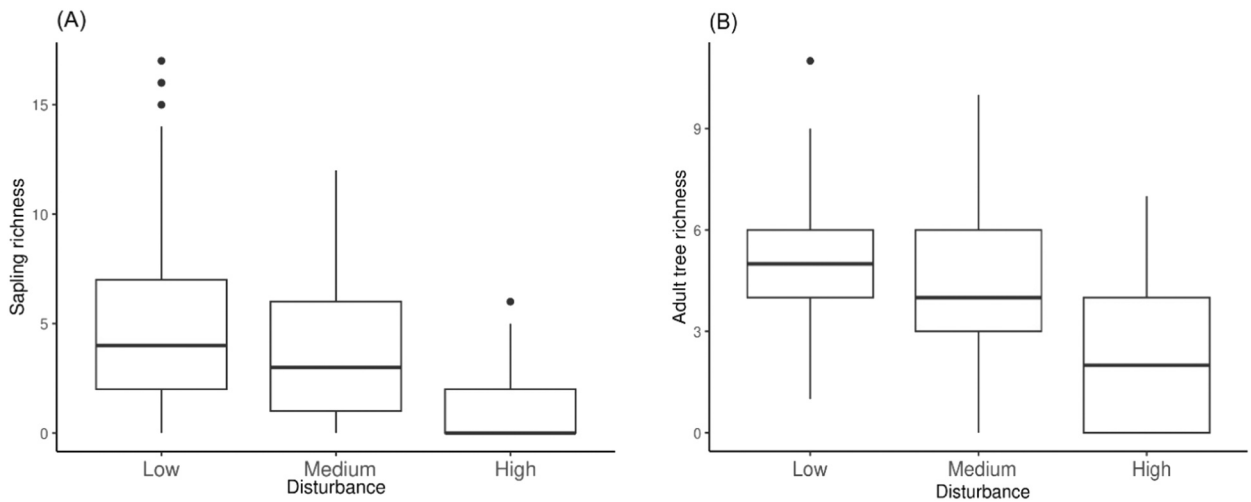 (A)
Sapling richness
15
10
5
0
Low Medium High
Disturbance
(B)
Adult tree richness
9
6
3
0
Low Medium High
Disturbance